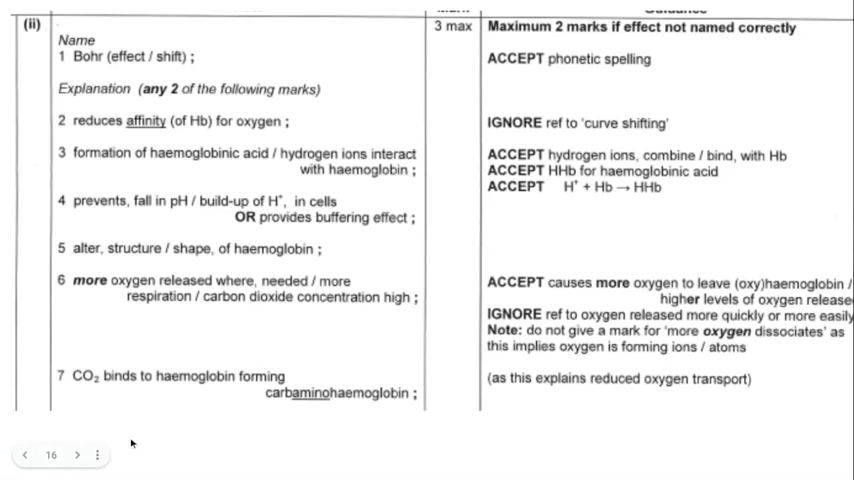 (ii)
3 max
Maximum 2 marks if effect not named correctly
Name
1 Bohr (effect / shift) ;
ACCEPT phonetic spelling
Explanation (any 2 of the following marks)
2 reduces affinity (of Hb) for oxygen ;
IGNORE ref to 'curve shifting'
3 formation of haemoglobinic acid / hydrogen ions interact
with haemoglobin ;
ACCEPT hydrogen ions, combine / bind, with Hb
ACCEPT HHb for haemoglobinic acid
ACCEPT H⁺ + Hb → HHb
4 prevents, fall in pH / build-up of H⁺, in cells
OR provides buffering effect ;
5 alter, structure / shape, of haemoglobin ;
6 more oxygen released where, needed / more
respiration / carbon dioxide concentration high ;
ACCEPT causes more oxygen to leave (oxy)haemoglobin /
higher levels of oxygen release
IGNORE ref to oxygen released more quickly or more easily
Note: do not give a mark for 'more oxygen dissociates' as
this implies oxygen is forming ions / atoms
7 CO₂ binds to haemoglobin forming
carbaminohaemoglobin ;
(as this explains reduced oxygen transport)
16